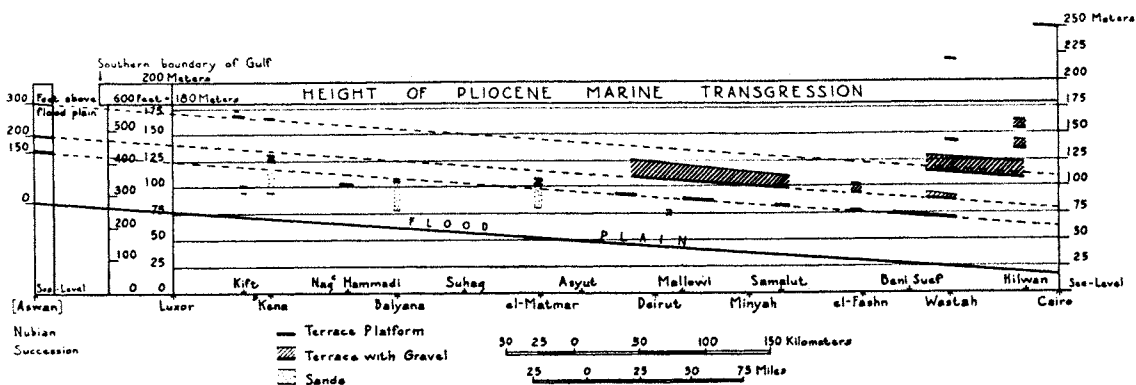 250 Meters
225
200
175
150
125
100
75
50
25
Sea-Level
Southern boundary of Gulf
200 Meters
300 Feet above flood plain
200
150
0
Sea-Level
600 Feet = 180 Meters
500
400
300
200
100
0
175
150
125
100
75
50
25
0
HEIGHT OF PLIOCENE MARINE TRANSGRESSION
FLOOD PLAIN
Kift Nagʿ Hammadi Suhag Asyut Mallowi Samalut Bani Suef Hilwan
[Aswan] Luxor Kena Balyana el-Matmar Deirut Minyah el-Fashn Wastah Cairo
Nubian
Succession
Terrace Platform
Terrace with Gravel
Sands
50 25 0 50 100 150 Kilometers
25 0 25 50 75 Miles